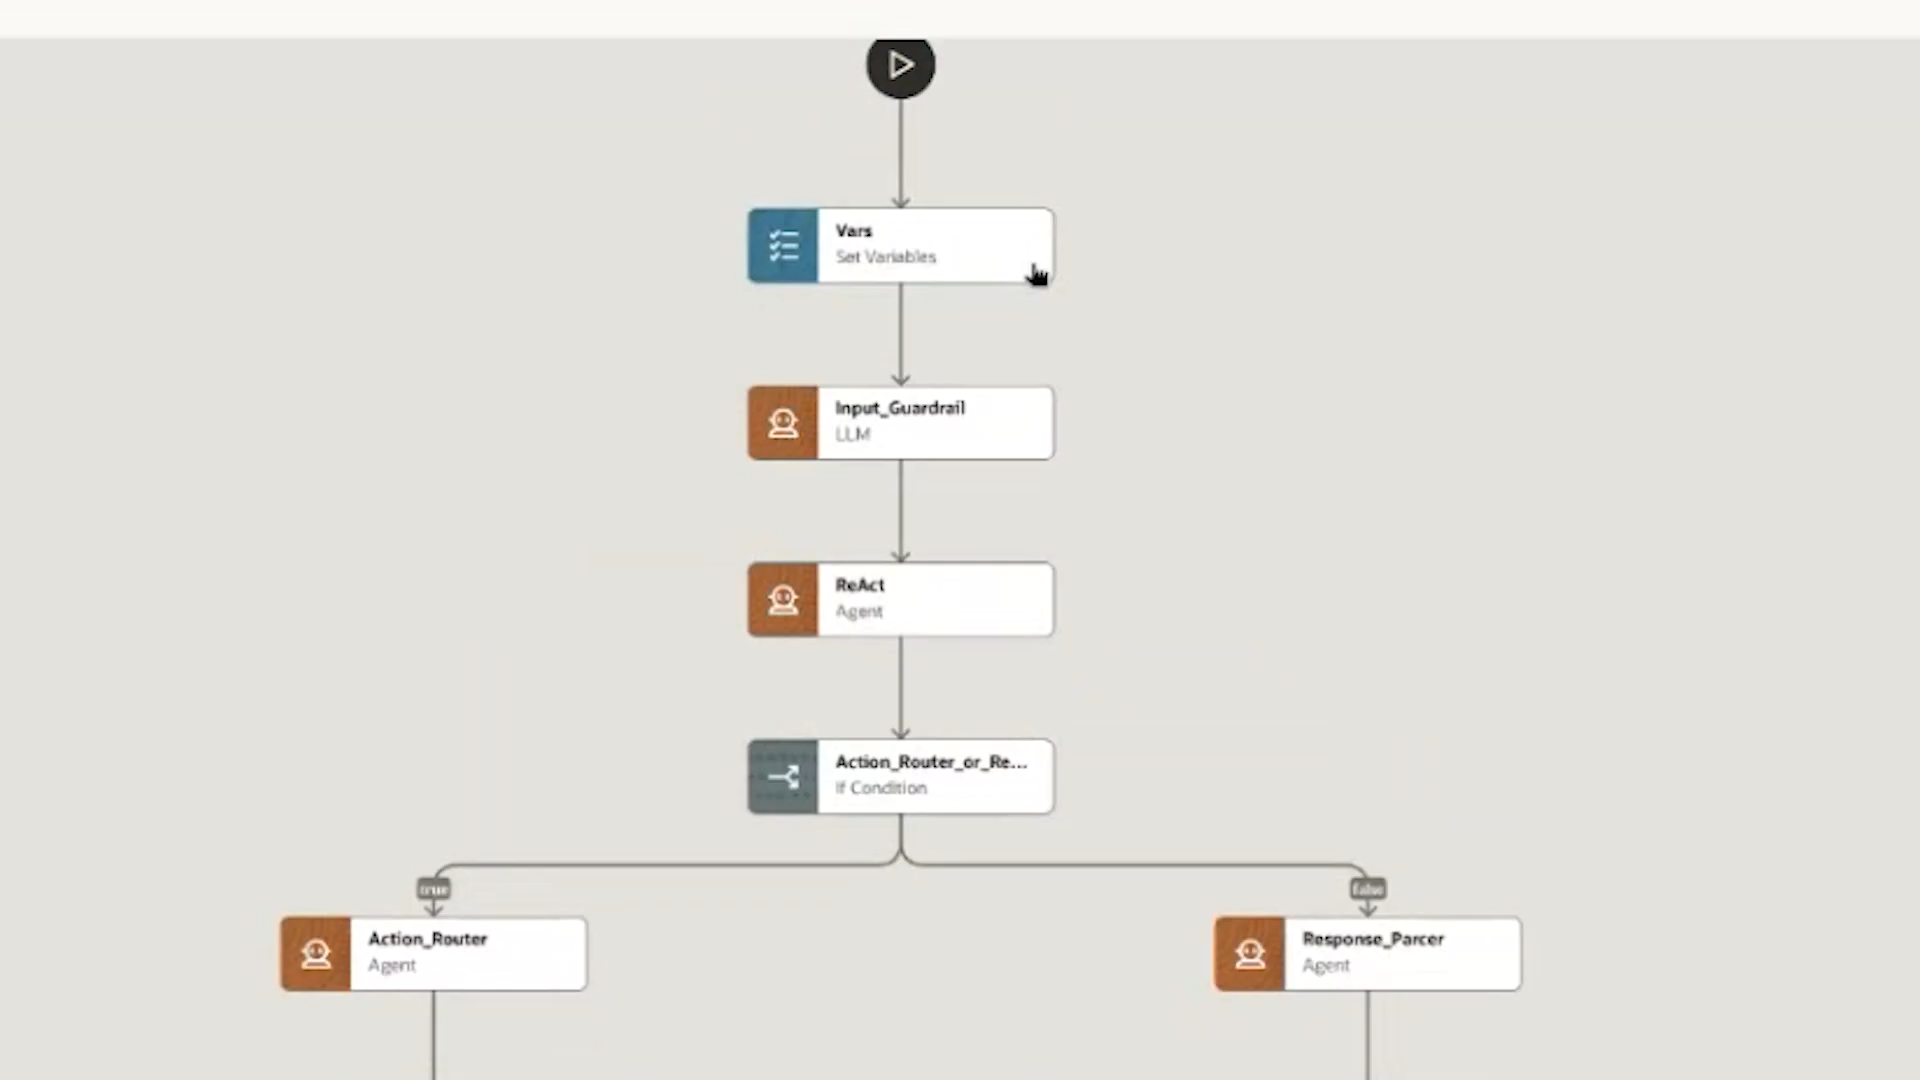 Vars
Set Variables
Input_Guardrail
LLM
ReAct
Agent
Action_Router_or_Re...
If Condition
true
false
Action_Router
Agent
Response_Parcer
Agent